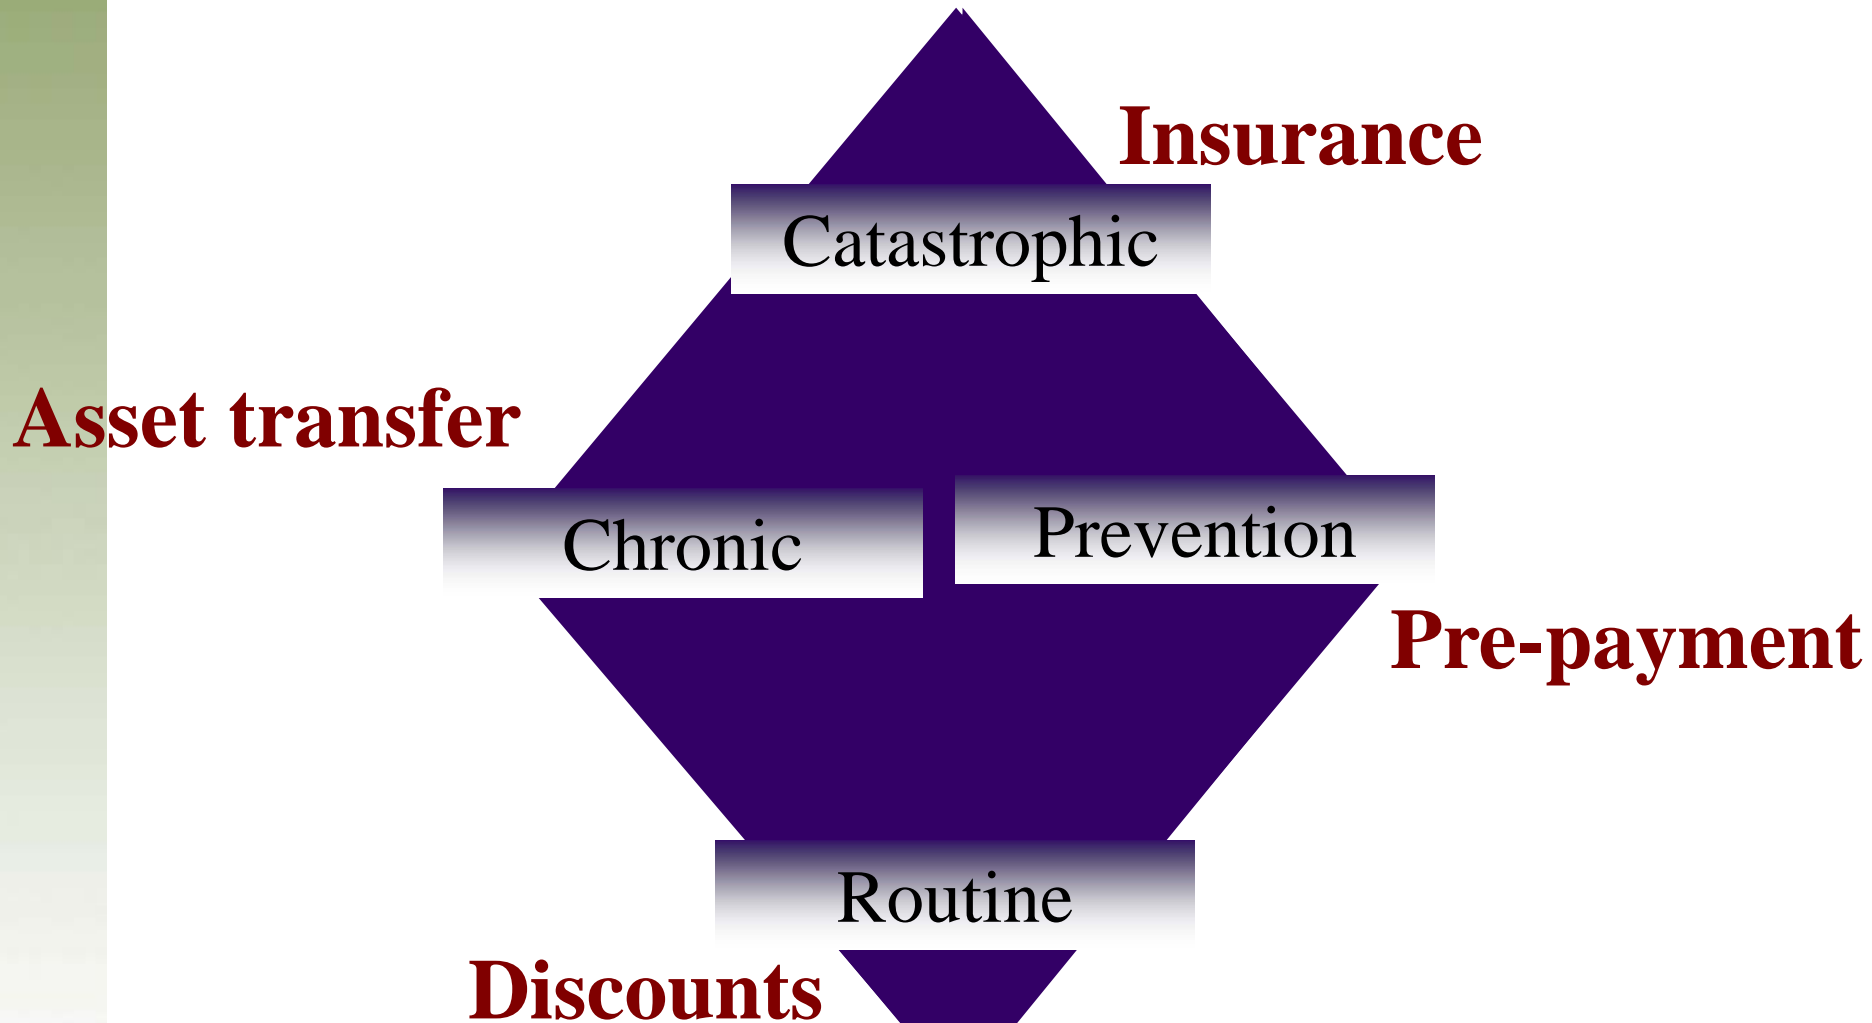 Insurance
Catastrophic
Asset transfer
Chronic
Prevention
Pre-payment
Routine
Discounts